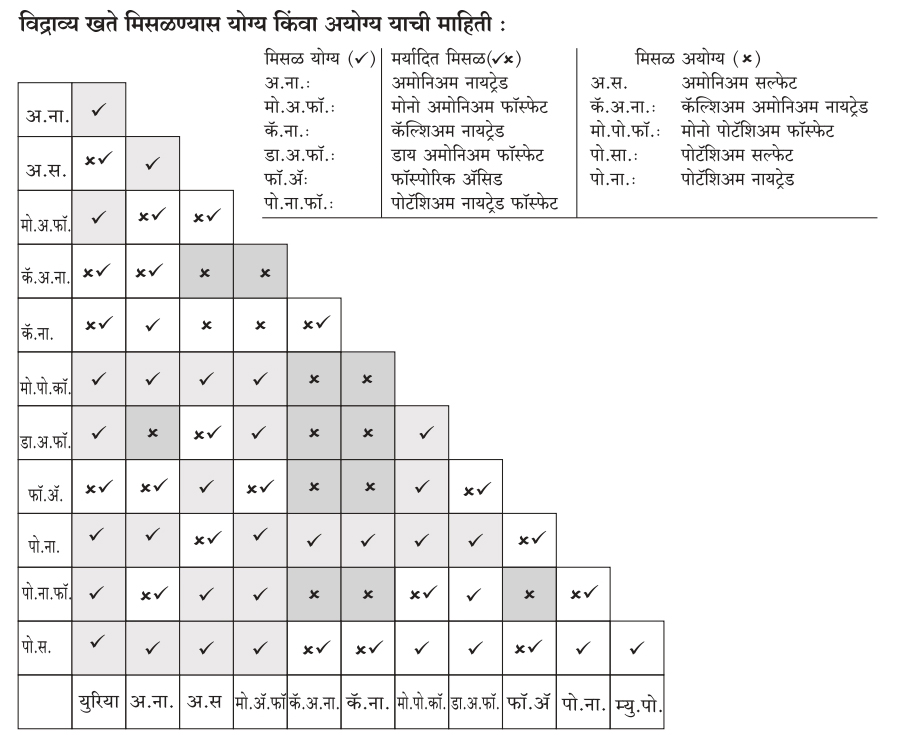 विद्राव्य खते मिसळण्यास योग्य किंवा अयोग्य याची माहिती :
मिसळ योग्य (✓) मर्यादित मिसळ(✓×) मिसळ अयोग्य (×)
अ.ना.: अमोनिअम नायट्रेड अ.स. अमोनिअम सल्फेट
मो.अ.फॉ.: मोनो अमोनिअम फॉस्फेट कॅ.अ.ना.: कॅल्शिअम अमोनिअम नायट्रेड
कॅ.ना.: कॅल्शिअम नायट्रेड मो.पो.फॉ.: मोनो पोटॅशिअम फॉस्फेट
डा.अ.फॉ.: डाय अमोनिअम फॉस्फेट पो.सा.: पोटॅशिअम सल्फेट
फॉ.ॲ: फॉस्पोरिक ॲसिड पो.ना.: पोटॅशिअम नायट्रेड
पो.ना.फॉ.: पोटॅशिअम नायट्रेड फॉस्फेट
अ.ना. ✓
अ.स. ×✓ ✓
मो.अ.फॉ. ✓ ×✓ ×✓
कॅ.अ.ना. ×✓ ×✓ × ×
कॅ.ना. ×✓ ✓ × × ×✓
मो.पो.कॉ. ✓ ✓ ✓ ✓ × ×
डा.अ.फॉ. ✓ × ×✓ ✓ × × ✓
फॉ.ॲ. ×✓ ×✓ ✓ ×✓ × × ✓ ×✓
पो.ना. ✓ ✓ ×✓ ✓ ✓ ✓ ✓ ✓ ×✓
पो.ना.फॉ. ✓ ×✓ ✓ ✓ × × ×✓ ✓ × ×✓
पो.स. ✓ ✓ ✓ ✓ ×✓ ×✓ ✓ ✓ ×✓ ✓ ✓
युरिया अ.ना. अ.स मो.ॲ.फॉ कॅ.अ.ना. कॅ.ना. मो.पो.कॉ. डा.अ.फॉ. फॉ.ॲ पो.ना. म्यु.पो.